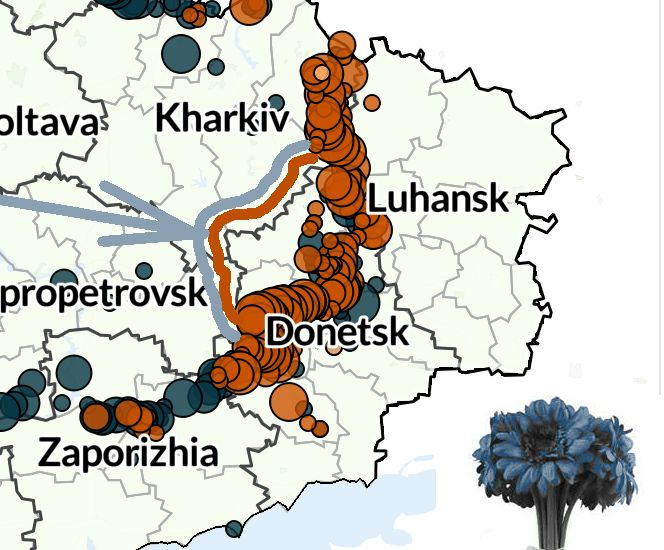 Kharkiv
oltava
Luhansk
propetrovsk
Donetsk
Zaporizhia